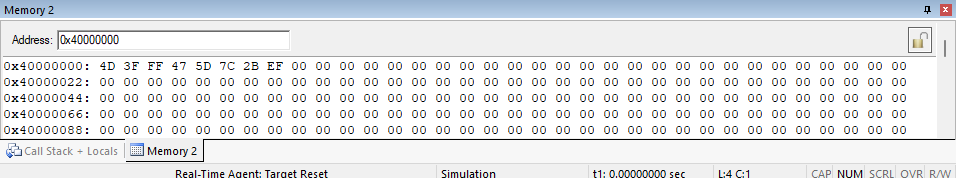 Memory 2
Address: 0x40000000
0x40000000: 4D 3F FF 47 5D 7C 2B EF 00 00 00 00 00 00 00 00 00 00 00 00 00 00 00 00 00 00 00 00 00 00 00 00 00 00
0x40000022: 00 00 00 00 00 00 00 00 00 00 00 00 00 00 00 00 00 00 00 00 00 00 00 00 00 00 00 00 00 00 00 00 00 00
0x40000044: 00 00 00 00 00 00 00 00 00 00 00 00 00 00 00 00 00 00 00 00 00 00 00 00 00 00 00 00 00 00 00 00 00 00
0x40000066: 00 00 00 00 00 00 00 00 00 00 00 00 00 00 00 00 00 00 00 00 00 00 00 00 00 00 00 00 00 00 00 00 00 00
0x40000088: 00 00 00 00 00 00 00 00 00 00 00 00 00 00 00 00 00 00 00 00 00 00 00 00 00 00 00 00 00 00 00 00 00 00
Call Stack + Locals Memory 2
Real-Time Agent: Target Reset Simulation t1: 0.00000000 sec L:4 C:1 CAP NUM SCRL OVR R/W